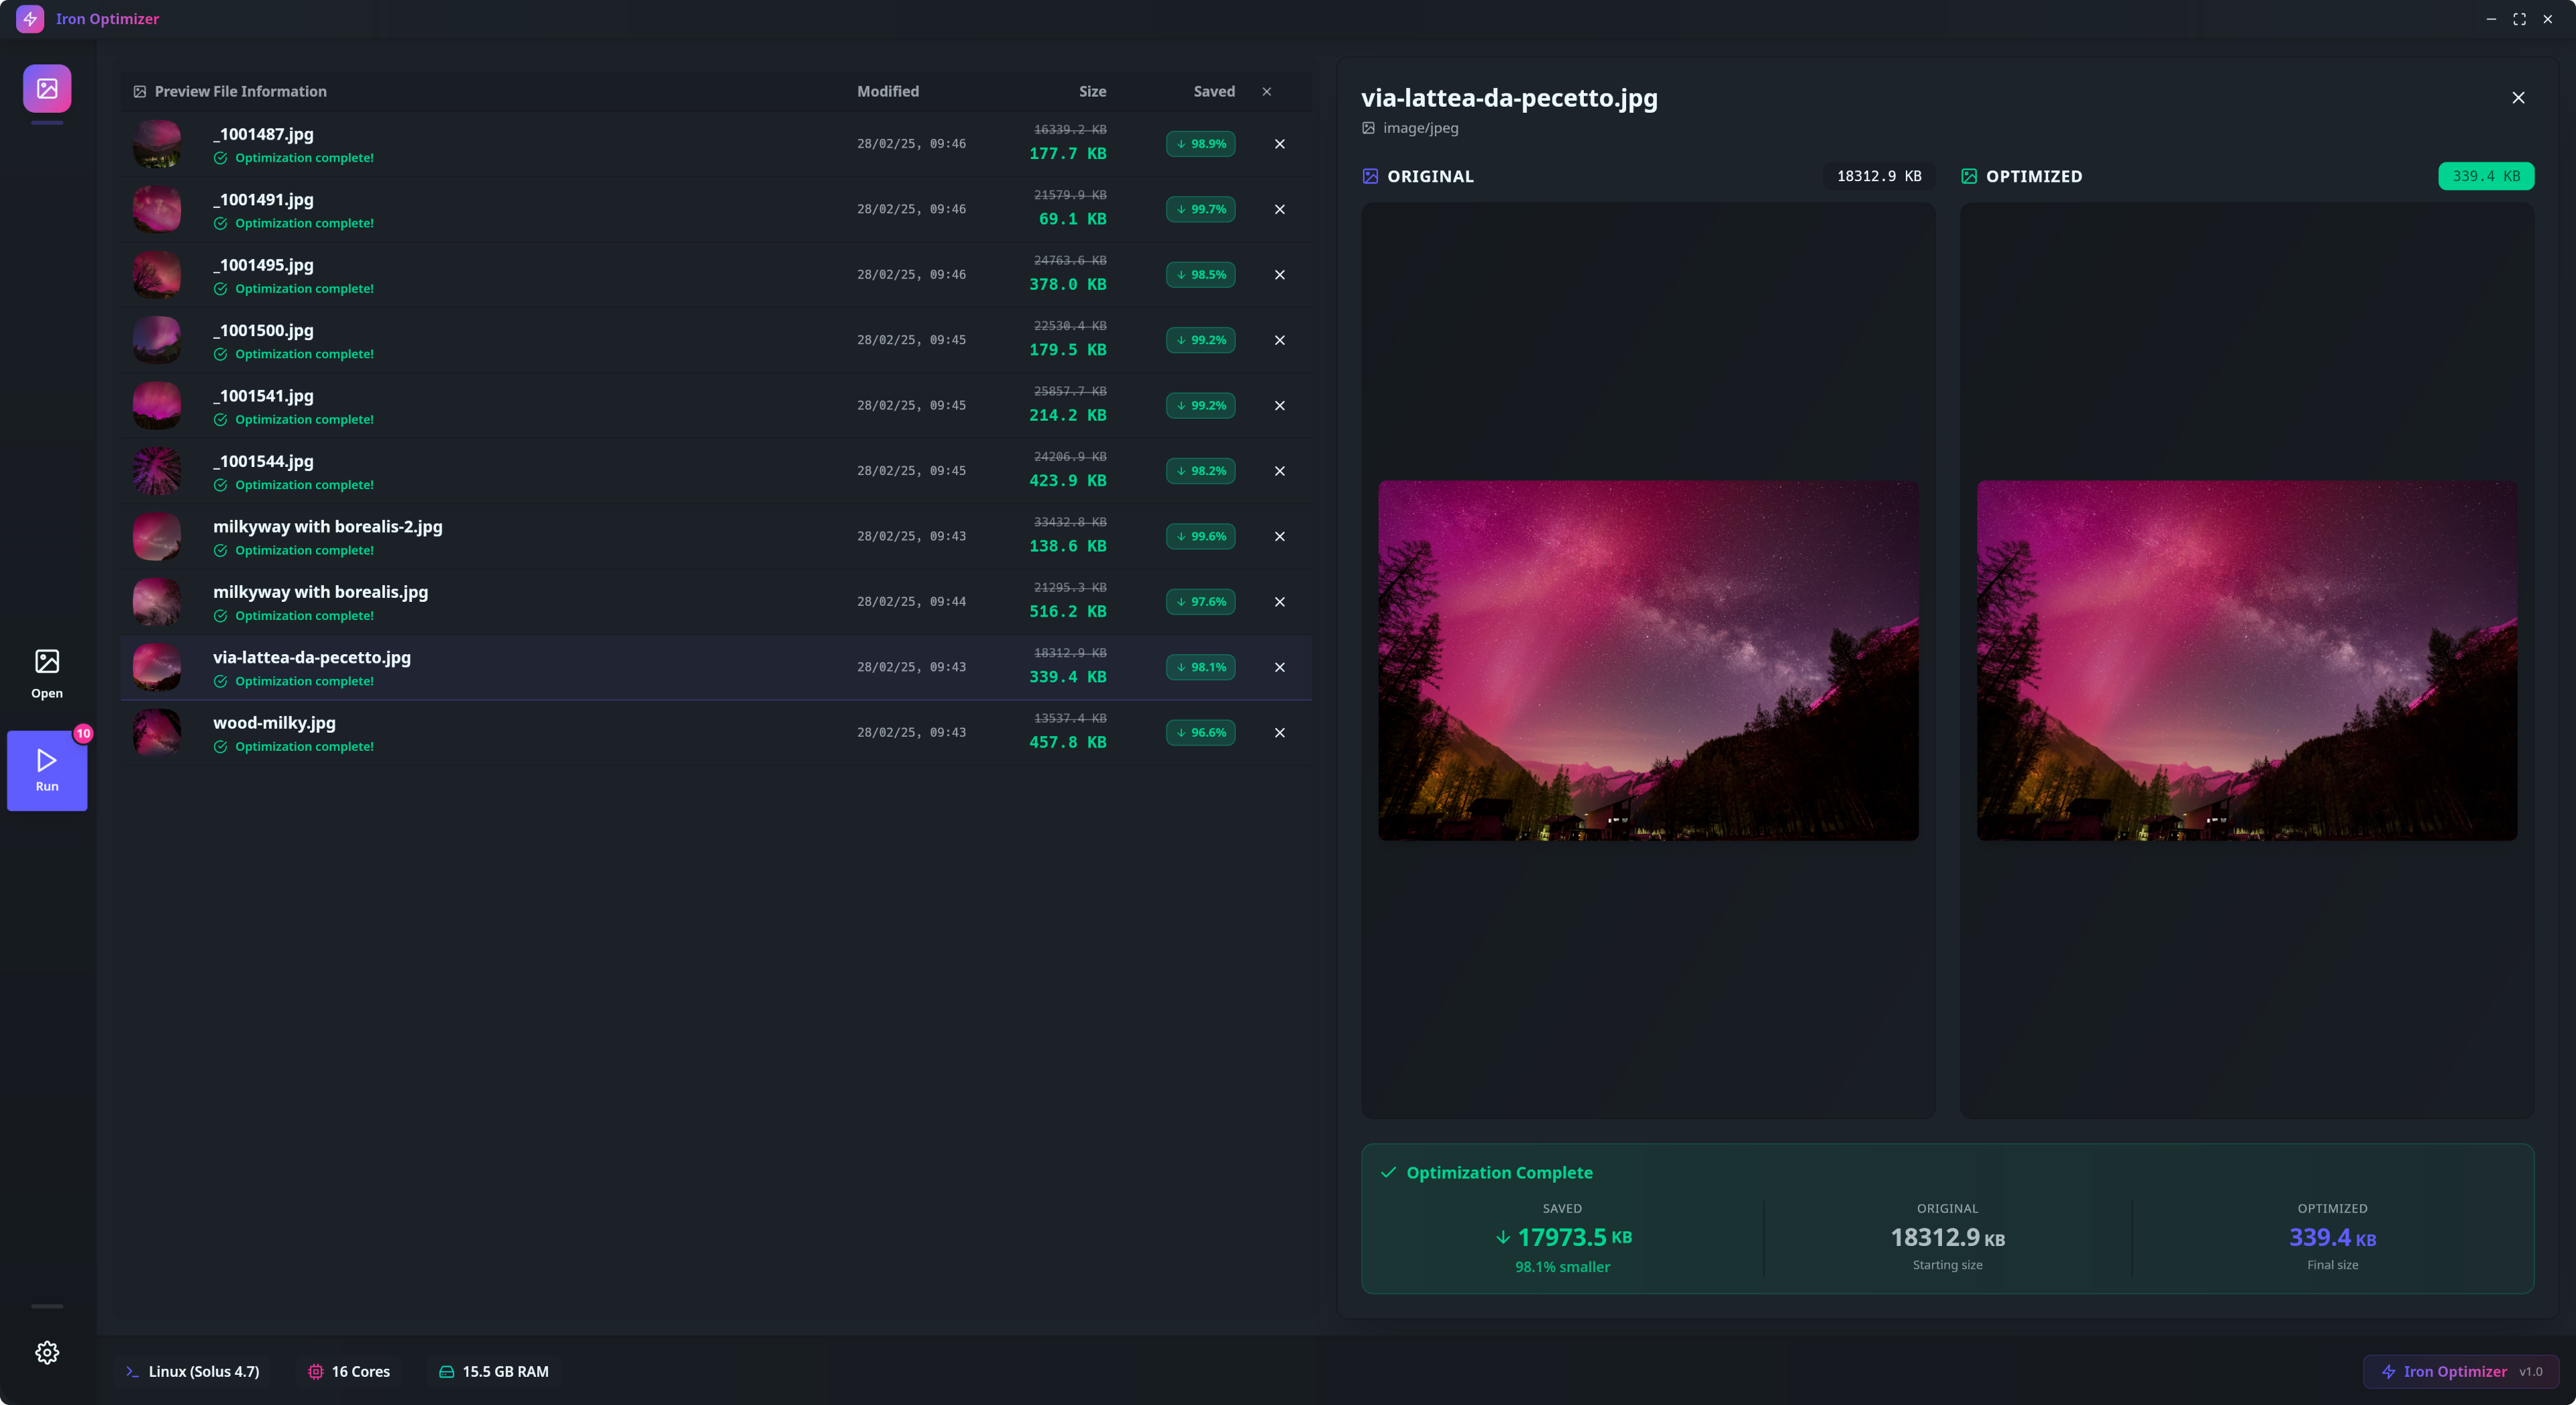 Iron Optimizer
Preview File Information Modified Size Saved
_1001487.jpg
Optimization complete!
28/02/25, 09:46
16339.2 KB
177.7 KB
98.9%
_1001491.jpg
Optimization complete!
28/02/25, 09:46
21579.9 KB
69.1 KB
99.7%
_1001495.jpg
Optimization complete!
28/02/25, 09:46
24763.6 KB
378.0 KB
98.5%
_1001500.jpg
Optimization complete!
28/02/25, 09:45
22530.4 KB
179.5 KB
99.2%
_1001541.jpg
Optimization complete!
28/02/25, 09:45
25857.7 KB
214.2 KB
99.2%
_1001544.jpg
Optimization complete!
28/02/25, 09:45
24206.9 KB
423.9 KB
98.2%
milkyway with borealis-2.jpg
Optimization complete!
28/02/25, 09:43
33432.8 KB
138.6 KB
99.6%
milkyway with borealis.jpg
Optimization complete!
28/02/25, 09:44
21295.3 KB
516.2 KB
97.6%
via-lattea-da-pecetto.jpg
Optimization complete!
28/02/25, 09:43
18312.9 KB
339.4 KB
98.1%
wood-milky.jpg
Optimization complete!
28/02/25, 09:43
13537.4 KB
457.8 KB
96.6%
Open
10
Run
via-lattea-da-pecetto.jpg
image/jpeg
ORIGINAL 18312.9 KB
OPTIMIZED 339.4 KB
Optimization Complete
SAVED
17973.5 KB
98.1% smaller
ORIGINAL
18312.9 KB
Starting size
OPTIMIZED
339.4 KB
Final size
Linux (Solus 4.7) 16 Cores 15.5 GB RAM
Iron Optimizer v1.0